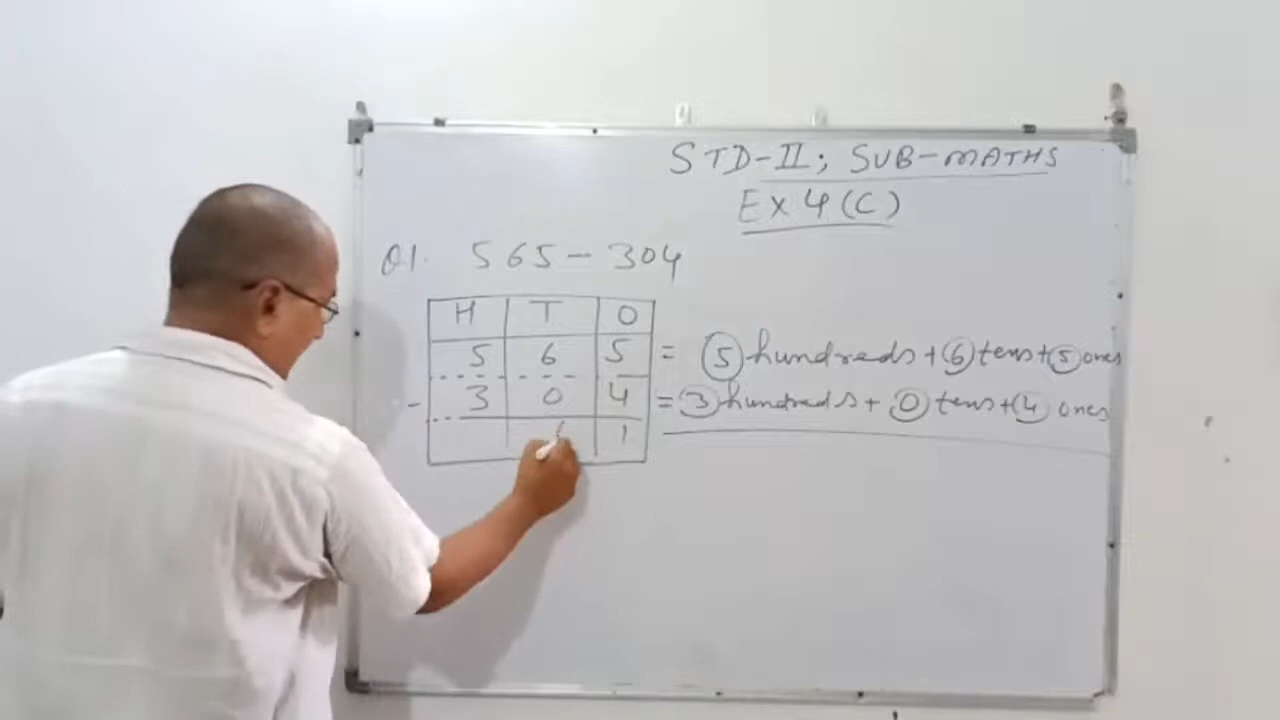 STD-II; SUB-MATHS
EX 4(C)
Q1. 565 - 304
H T O
5 6 5 = 5 hundreds + 6 tens + 5 ones
- 3 0 4 = 3 hundreds + 0 tens + 4 ones
1